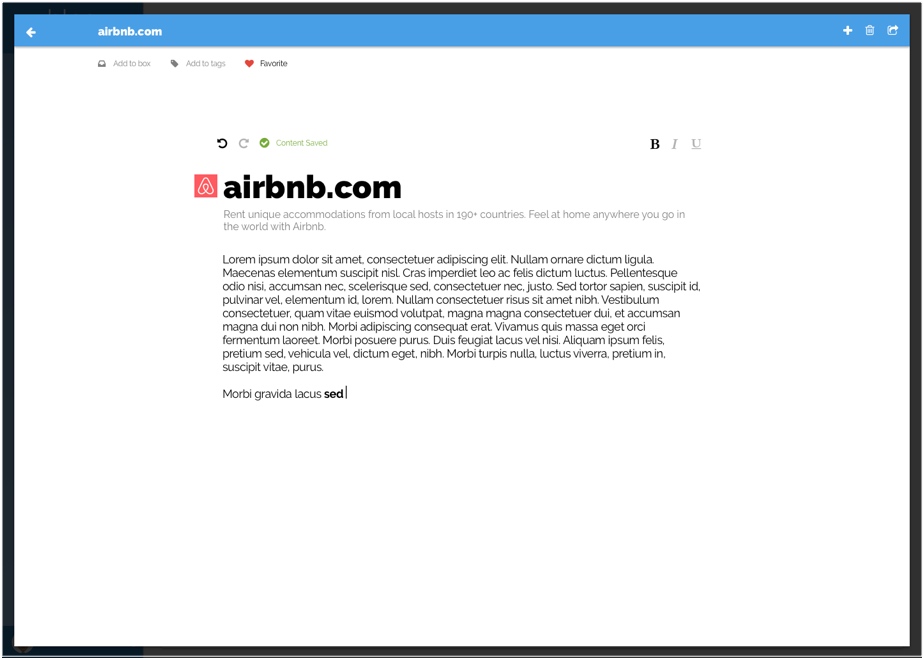 airbnb.com
Add to box
Add to tags
Favorite
Content Saved
B I U
airbnb.com
Rent unique accommodations from local hosts in 190+ countries. Feel at home anywhere you go in
the world with Airbnb.
Lorem ipsum dolor sit amet, consectetuer adipiscing elit. Nullam ornare dictum ligula.
Maecenas elementum suscipit nisl. Cras imperdiet leo ac felis dictum luctus. Pellentesque
odio nisi, accumsan nec, scelerisque sed, consectetuer nec, justo. Sed tortor sapien, suscipit id,
pulvinar vel, elementum id, lorem. Nullam consectetuer risus sit amet nibh. Vestibulum
consectetuer, quam vitae euismod volutpat, magna magna consectetuer dui, et accumsan
magna dui non nibh. Morbi adipiscing consequat erat. Vivamus quis massa eget orci
fermentum laoreet. Morbi posuere purus. Duis feugiat lacus vel nisi. Aliquam ipsum felis,
pretium sed, vehicula vel, dictum eget, nibh. Morbi turpis nulla, luctus viverra, pretium in,
suscipit vitae, purus.
Morbi gravida lacus sed